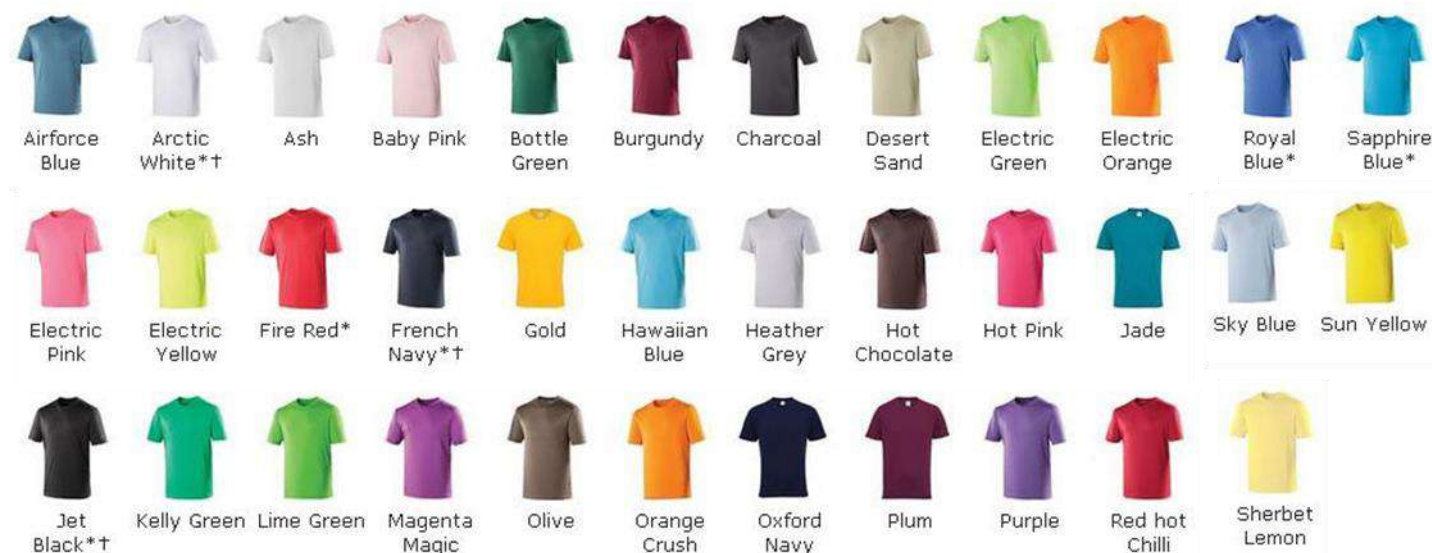 Airforce
Blue
Arctic
White*†
Ash
Baby Pink
Bottle
Green
Burgundy
Charcoal
Desert
Sand
Electric
Green
Electric
Orange
Royal
Blue*
Sapphire
Blue*
Electric
Pink
Electric
Yellow
Fire Red*
French
Navy*†
Gold
Hawaiian
Blue
Heather
Grey
Hot
Chocolate
Hot Pink
Jade
Sky Blue
Sun Yellow
Jet
Black*†
Kelly Green
Lime Green
Magenta
Magic
Olive
Orange
Crush
Oxford
Navy
Plum
Purple
Red hot
Chilli
Sherbet
Lemon